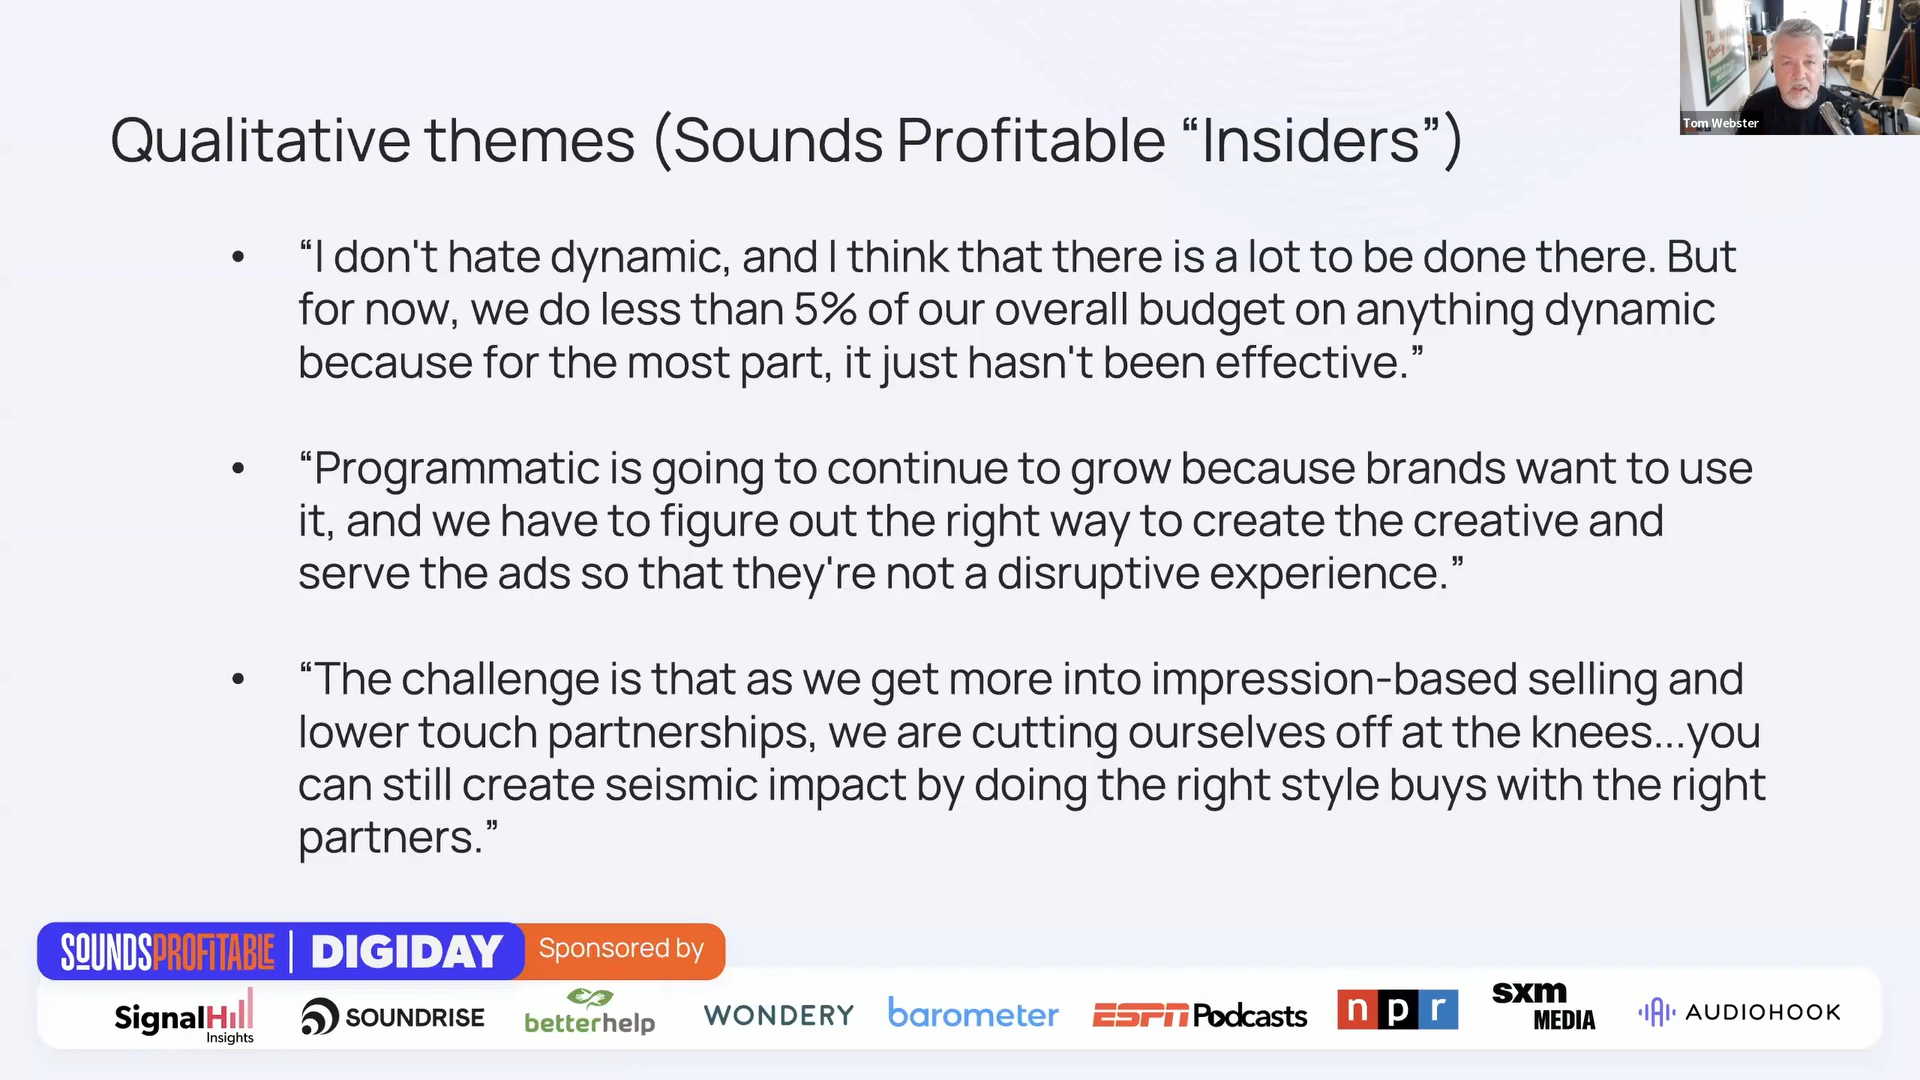 Tom Webster
Qualitative themes (Sounds Profitable “Insiders”)
• “I don't hate dynamic, and I think that there is a lot to be done there. But
for now, we do less than 5% of our overall budget on anything dynamic
because for the most part, it just hasn't been effective.”
• “Programmatic is going to continue to grow because brands want to use
it, and we have to figure out the right way to create the creative and
serve the ads so that they're not a disruptive experience.”
• “The challenge is that as we get more into impression-based selling and
lower touch partnerships, we are cutting ourselves off at the knees...you
can still create seismic impact by doing the right style buys with the right
partners.”
SOUNDSPROFITABLE | DIGIDAY Sponsored by
SignalHill
Insights
SOUNDRISE
betterhelp
WONDERY
barometer
ESPN Podcasts
npr
sxm
MEDIA
AUDIOHOOK